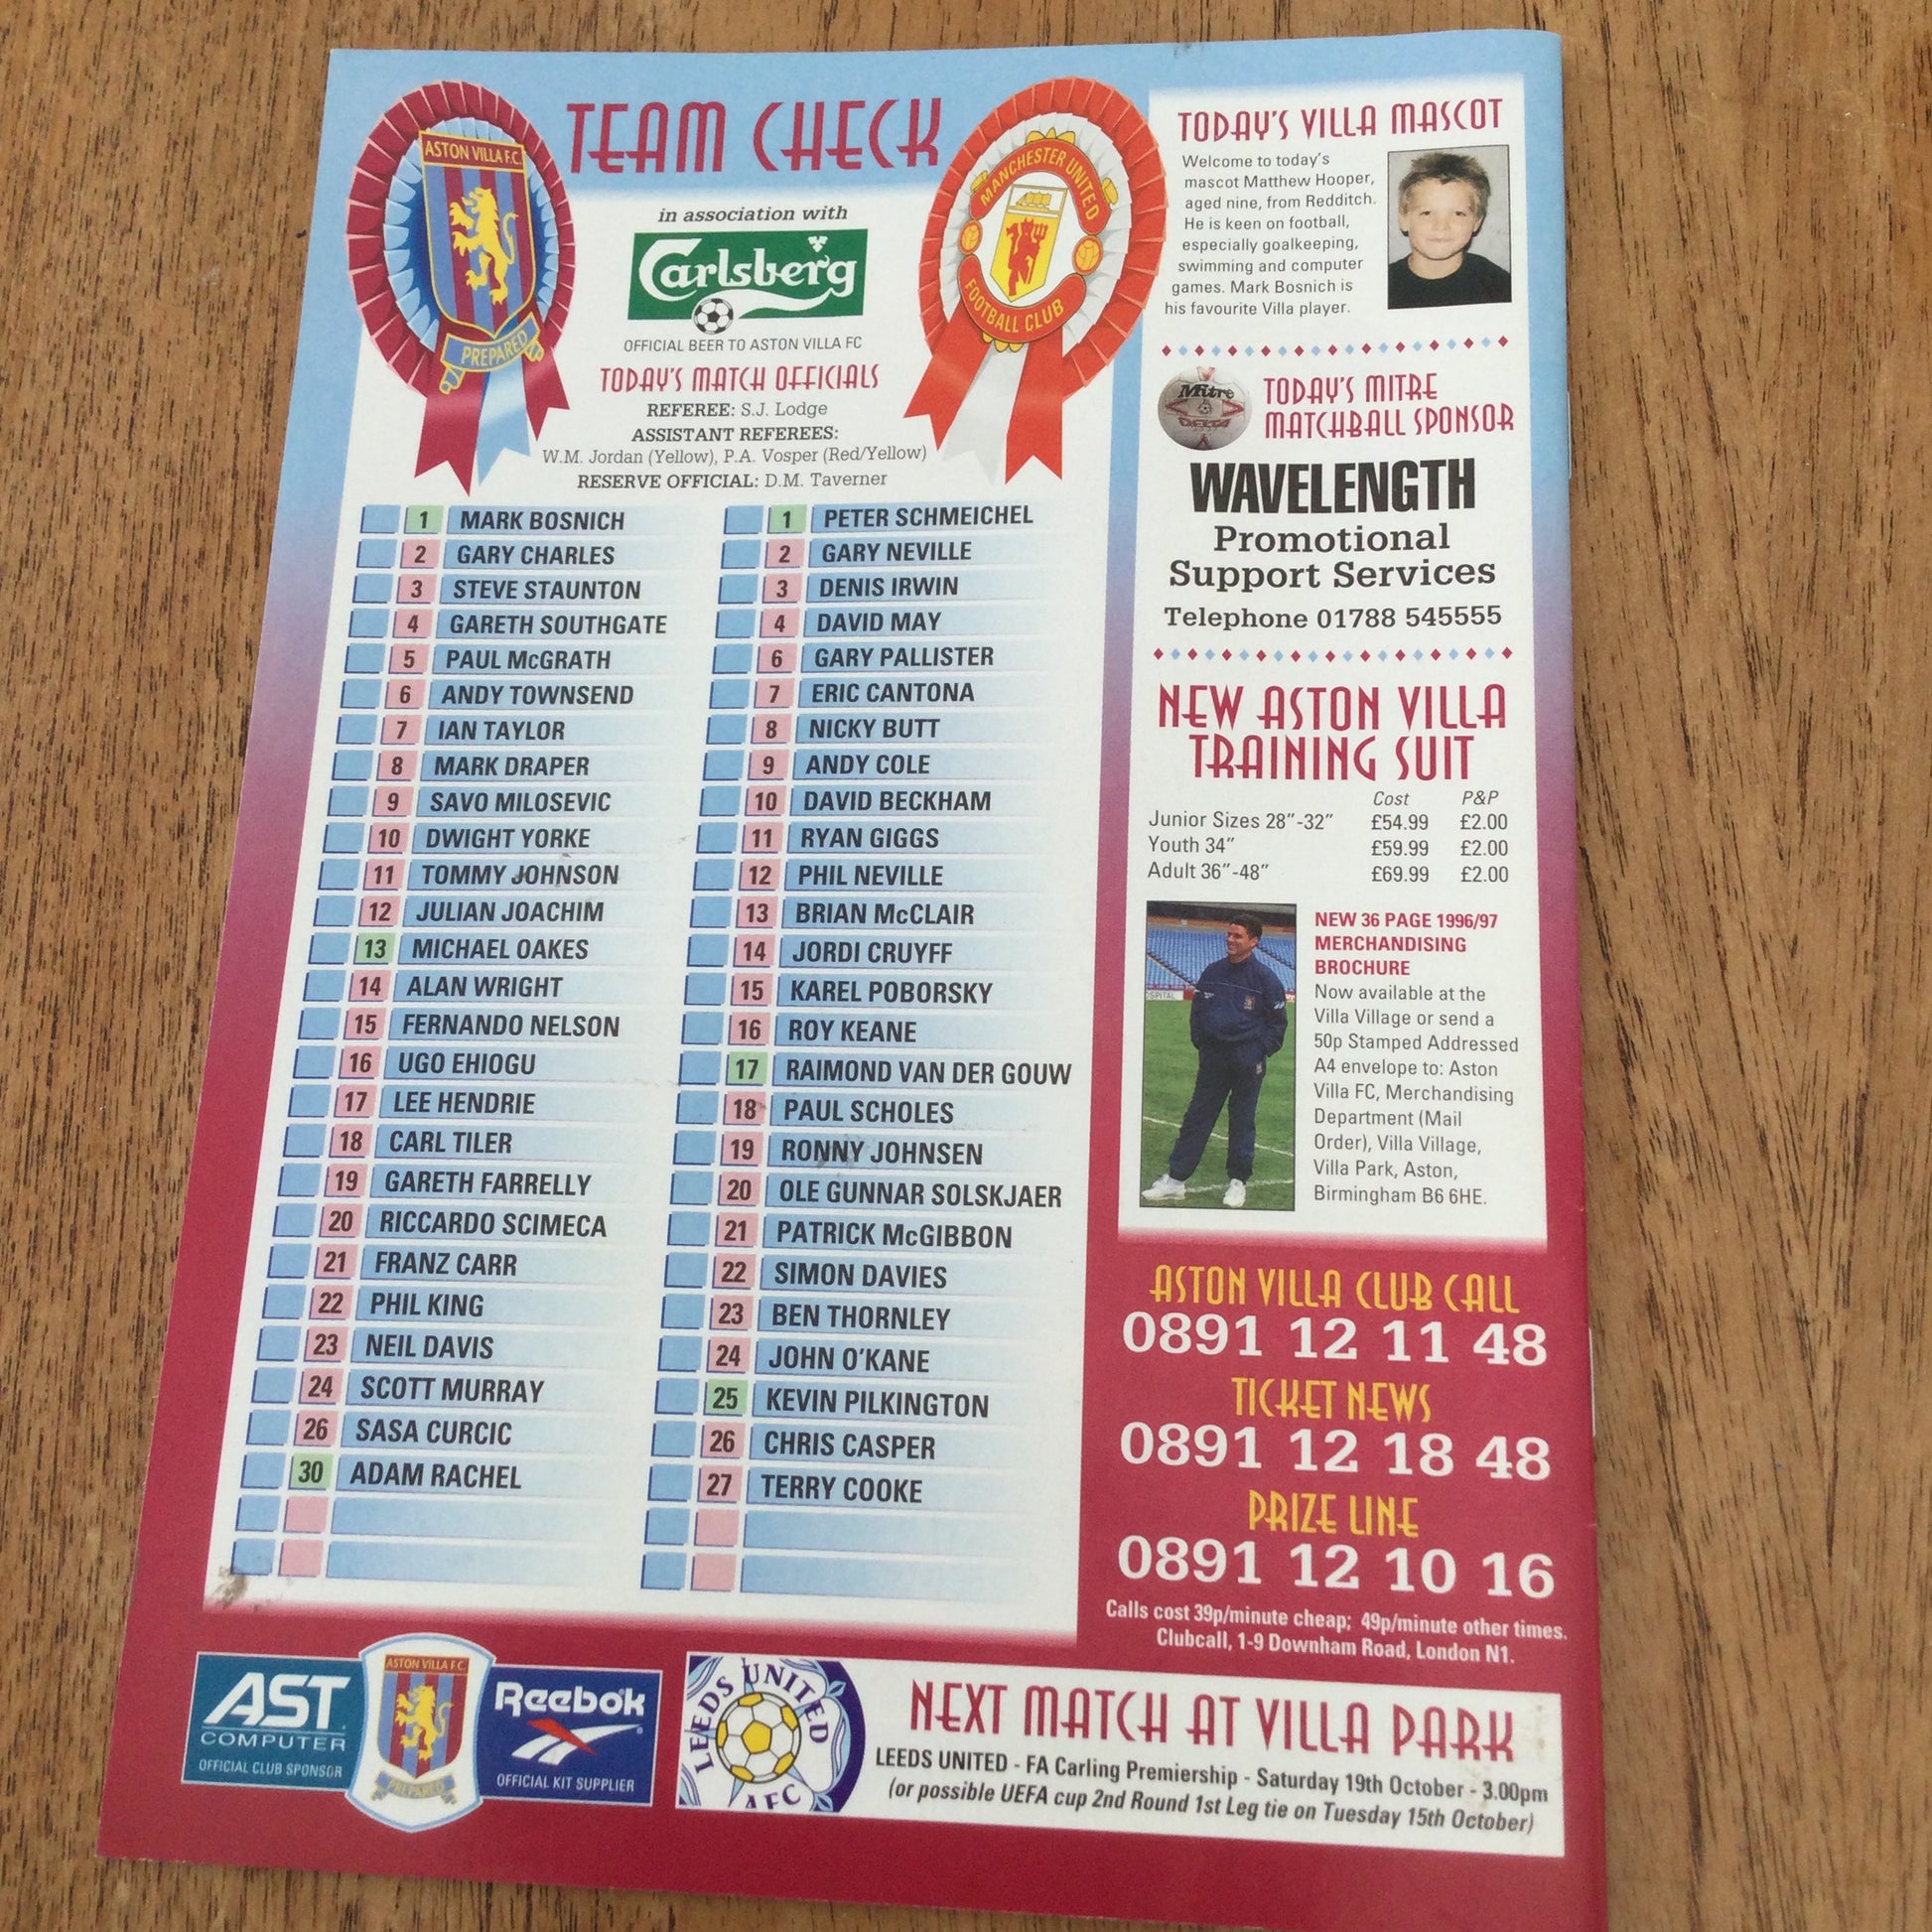 TEAM CHECK
ASTON VILLA F.C.
PREPARED
MANCHESTER UNITED
FOOTBALL CLUB
in association with
Carlsberg
OFFICIAL BEER TO ASTON VILLA FC
TODAY'S MATCH OFFICIALS
REFEREE: S.J. Lodge
ASSISTANT REFEREES:
W.M. Jordan (Yellow), P.A. Vosper (Red/Yellow)
RESERVE OFFICIAL: D.M. Taverner
1 MARK BOSNICH
2 GARY CHARLES
3 STEVE STAUNTON
4 GARETH SOUTHGATE
5 PAUL McGRATH
6 ANDY TOWNSEND
7 IAN TAYLOR
8 MARK DRAPER
9 SAVO MILOSEVIC
10 DWIGHT YORKE
11 TOMMY JOHNSON
12 JULIAN JOACHIM
13 MICHAEL OAKES
14 ALAN WRIGHT
15 FERNANDO NELSON
16 UGO EHIOGU
17 LEE HENDRIE
18 CARL TILER
19 GARETH FARRELLY
20 RICCARDO SCIMECA
21 FRANZ CARR
22 PHIL KING
23 NEIL DAVIS
24 SCOTT MURRAY
26 SASA CURCIC
30 ADAM RACHEL
1 PETER SCHMEICHEL
2 GARY NEVILLE
3 DENIS IRWIN
4 DAVID MAY
6 GARY PALLISTER
7 ERIC CANTONA
8 NICKY BUTT
9 ANDY COLE
10 DAVID BECKHAM
11 RYAN GIGGS
12 PHIL NEVILLE
13 BRIAN McCLAIR
14 JORDI CRUYFF
15 KAREL POBORSKY
16 ROY KEANE
17 RAIMOND VAN DER GOUW
18 PAUL SCHOLES
19 RONNY JOHNSEN
20 OLE GUNNAR SOLSKJAER
21 PATRICK McGIBBON
22 SIMON DAVIES
23 BEN THORNLEY
24 JOHN O'KANE
25 KEVIN PILKINGTON
26 CHRIS CASPER
27 TERRY COOKE
TODAY'S VILLA MASCOT
Welcome to today's
mascot Matthew Hooper,
aged nine, from Redditch.
He is keen on football,
especially goalkeeping,
swimming and computer
games. Mark Bosnich is
his favourite Villa player.
Mitre
DELTA
TODAY'S MITRE
MATCHBALL SPONSOR
WAVELENGTH
Promotional
Support Services
Telephone 01788 545555
NEW ASTON VILLA
TRAINING SUIT
Cost P&P
Junior Sizes 28"-32" £54.99 £2.00
Youth 34" £59.99 £2.00
Adult 36"-48" £69.99 £2.00
NEW 36 PAGE 1996/97
MERCHANDISING
BROCHURE
Now available at the
Villa Village or send a
50p Stamped Addressed
A4 envelope to: Aston
Villa FC, Merchandising
Department (Mail
Order), Villa Village,
Villa Park, Aston,
Birmingham B6 6HE.
ASTON VILLA CLUB CALL
0891 12 11 48
TICKET NEWS
0891 12 18 48
PRIZE LINE
0891 12 10 16
Calls cost 39p/minute cheap; 49p/minute other times.
Clubcall, 1-9 Downham Road, London N1.
AST
COMPUTER
OFFICIAL CLUB SPONSOR
ASTON VILLA F.C.
PREPARED
Reebok
OFFICIAL KIT SUPPLIER
LEEDS UNITED
AFC
NEXT MATCH AT VILLA PARK
LEEDS UNITED - FA Carling Premiership - Saturday 19th October - 3.00pm
(or possible UEFA cup 2nd Round 1st Leg tie on Tuesday 15th October)